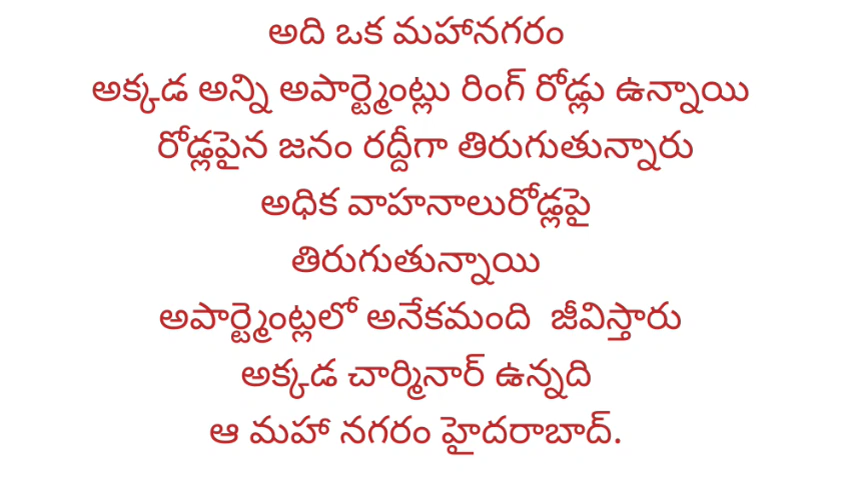 అది ఒక మహానగరం
అక్కడ అన్ని అపార్ట్మెంట్లు రింగ్ రోడ్లు ఉన్నాయి
రోడ్లపైన జనం రద్దీగా తిరుగుతున్నారు
అధిక వాహనాలురోడ్లపై
తిరుగుతున్నాయి
అపార్ట్మెంట్లలో అనేకమంది  జీవిస్తారు
అక్కడ చార్మినార్ ఉన్నది
ఆ మహా నగరం హైదరాబాద్.